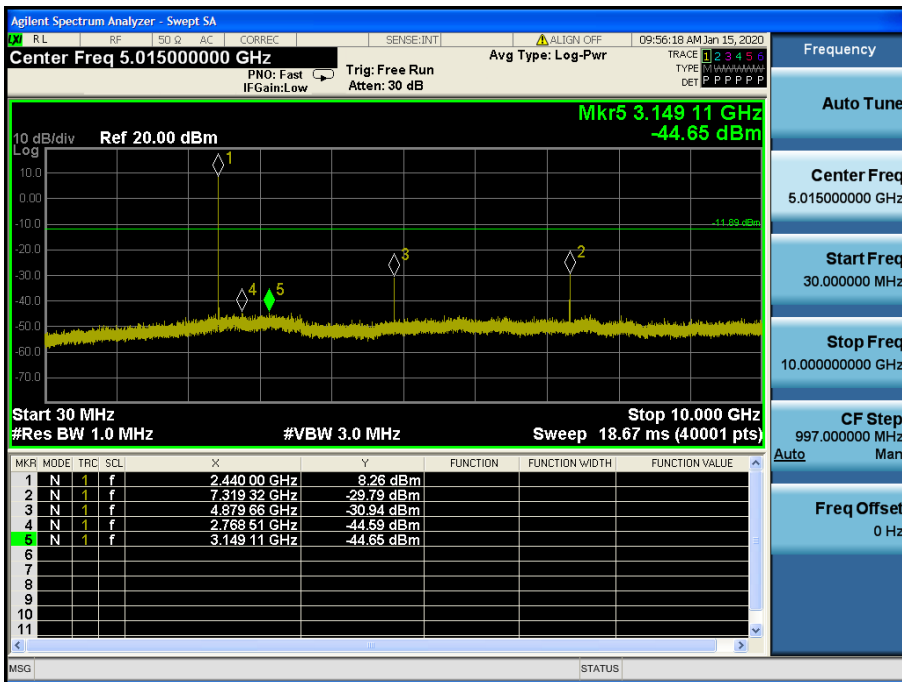 Agilent Spectrum Analyzer - Swept SA
LXI RL RF 50 Ω AC CORREC SENSE:INT ALIGN OFF 09:56:18 AM Jan 15, 2020
Center Freq 5.015000000 GHz
PNO: Fast
IFGain:Low
Trig: Free Run
Atten: 30 dB
Avg Type: Log-Pwr
TRACE 1 2 3 4 5 6
TYPE M
DET P P P P P P
Mkr5 3.149 11 GHz
-44.65 dBm
10 dB/div Ref 20.00 dBm
Log
10.0
0.00
-10.0
-20.0
-30.0
-40.0
-50.0
-60.0
-70.0
1
2
3
4
5
-11.89 dBm
Start 30 MHz Stop 10.000 GHz
#Res BW 1.0 MHz #VBW 3.0 MHz Sweep 18.67 ms (40001 pts)
MKR MODE TRC SCL X Y FUNCTION FUNCTION WIDTH FUNCTION VALUE
1 N 1 f 2.440 00 GHz 8.26 dBm
2 N 1 f 7.319 32 GHz -29.79 dBm
3 N 1 f 4.879 66 GHz -30.94 dBm
4 N 1 f 2.768 51 GHz -44.59 dBm
5 N 1 f 3.149 11 GHz -44.65 dBm
6
7
8
9
10
11
MSG STATUS
Frequency
Auto Tune
Center Freq
5.015000000 GHz
Start Freq
30.000000 MHz
Stop Freq
10.000000000 GHz
CF Step
997.000000 MHz
Auto Man
Freq Offset
0 Hz